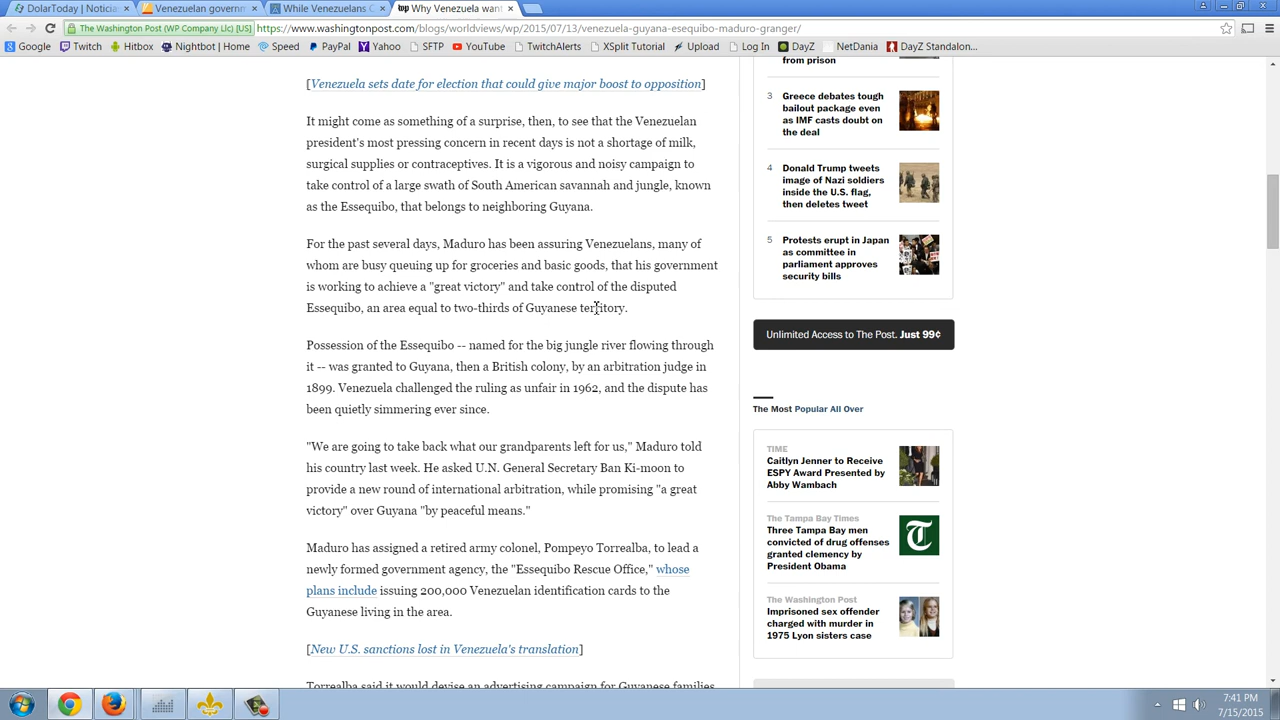 DolarToday | Noticia
Venezuelan governm
While Venezuelans C
wp Why Venezuela want
The Washington Post (WP Company Llc) [US]
https://www.washingtonpost.com/blogs/worldviews/wp/2015/07/13/venezuela-guyana-esequibo-maduro-granger/
Google Twitch Hitbox Nightbot | Home Speed PayPal Yahoo SFTP YouTube TwitchAlerts XSplit Tutorial Upload DayZ NetDania DayZ Standalon...
[Venezuela sets date for election that could give major boost to opposition]
It might come as something of a surprise, then, to see that the Venezuelan
president's most pressing concern in recent days is not a shortage of milk,
surgical supplies or contraceptives. It is a vigorous and noisy campaign to
take control of a large swath of South American savannah and jungle, known
as the Essequibo, that belongs to neighboring Guyana.
For the past several days, Maduro has been assuring Venezuelans, many of
whom are busy queuing up for groceries and basic goods, that his government
is working to achieve a "great victory" and take control of the disputed
Essequibo, an area equal to two-thirds of Guyanese territory.
Possession of the Essequibo -- named for the big jungle river flowing through
it -- was granted to Guyana, then a British colony, by an arbitration judge in
1899. Venezuela challenged the ruling as unfair in 1962, and the dispute has
been quietly simmering ever since.
"We are going to take back what our grandparents left for us," Maduro told
his country last week. He asked U.N. General Secretary Ban Ki-moon to
provide a new round of international arbitration, while promising "a great
victory" over Guyana "by peaceful means."
Maduro has assigned a retired army colonel, Pompeyo Torrealba, to lead a
newly formed government agency, the "Essequibo Rescue Office," whose
plans include issuing 200,000 Venezuelan identification cards to the
Guyanese living in the area.
[New U.S. sanctions lost in Venezuela's translation]
Torrealba said it would devise an advertising campaign for Guyanese families
from prison
3 Greece debates tough
bailout package even
as IMF casts doubt on
the deal
4 Donald Trump tweets
image of Nazi soldiers
inside the U.S. flag,
then deletes tweet
5 Protests erupt in Japan
as committee in
parliament approves
security bills
Unlimited Access to The Post. Just 99¢
The Most Popular All Over
TIME
Caitlyn Jenner to Receive
ESPY Award Presented by
Abby Wambach
The Tampa Bay Times
Three Tampa Bay men
convicted of drug offenses
granted clemency by
President Obama
T
The Washington Post
Imprisoned sex offender
charged with murder in
1975 Lyon sisters case
7:41 PM
7/15/2015